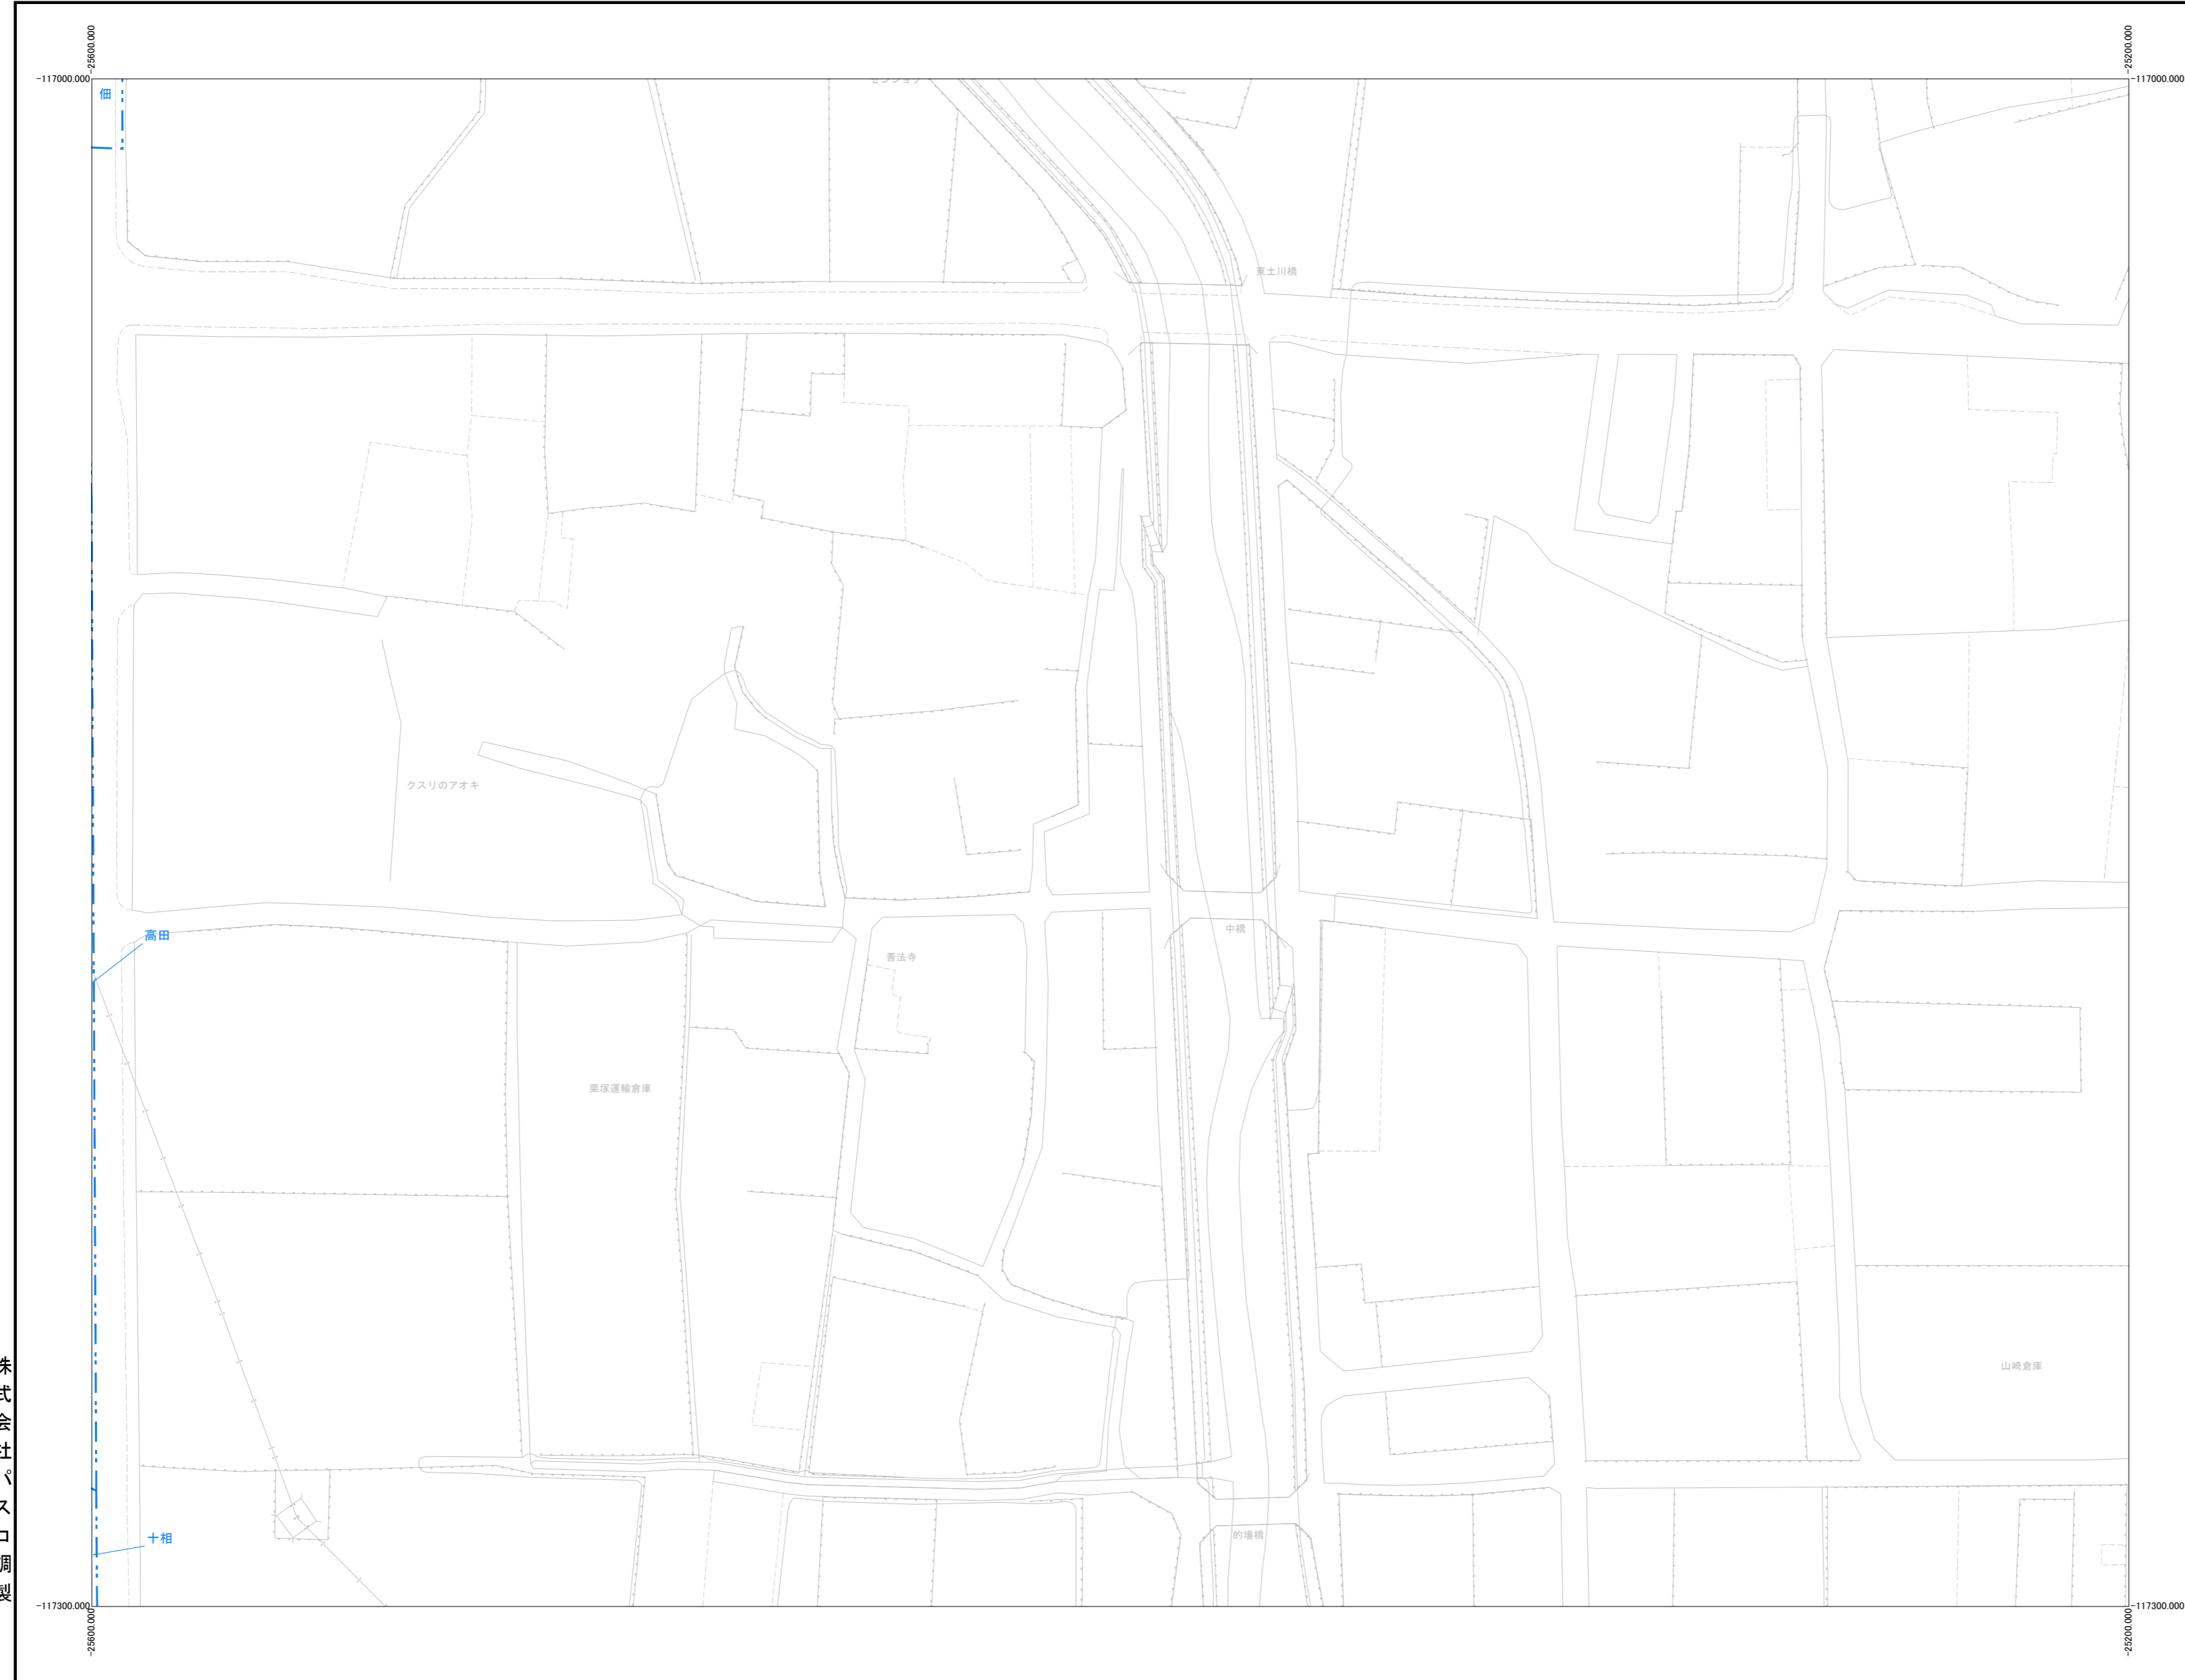 -25600.000
-25200.000
-117000.000
-117000.000
佃
東土川橋
クスリのアオキ
高田
中橋
善法寺
栗塚運輸倉庫
山崎倉庫
十相
的場橋
株式会社パスコ調製
-117300.000
-117300.000
-25600.000
-25200.000